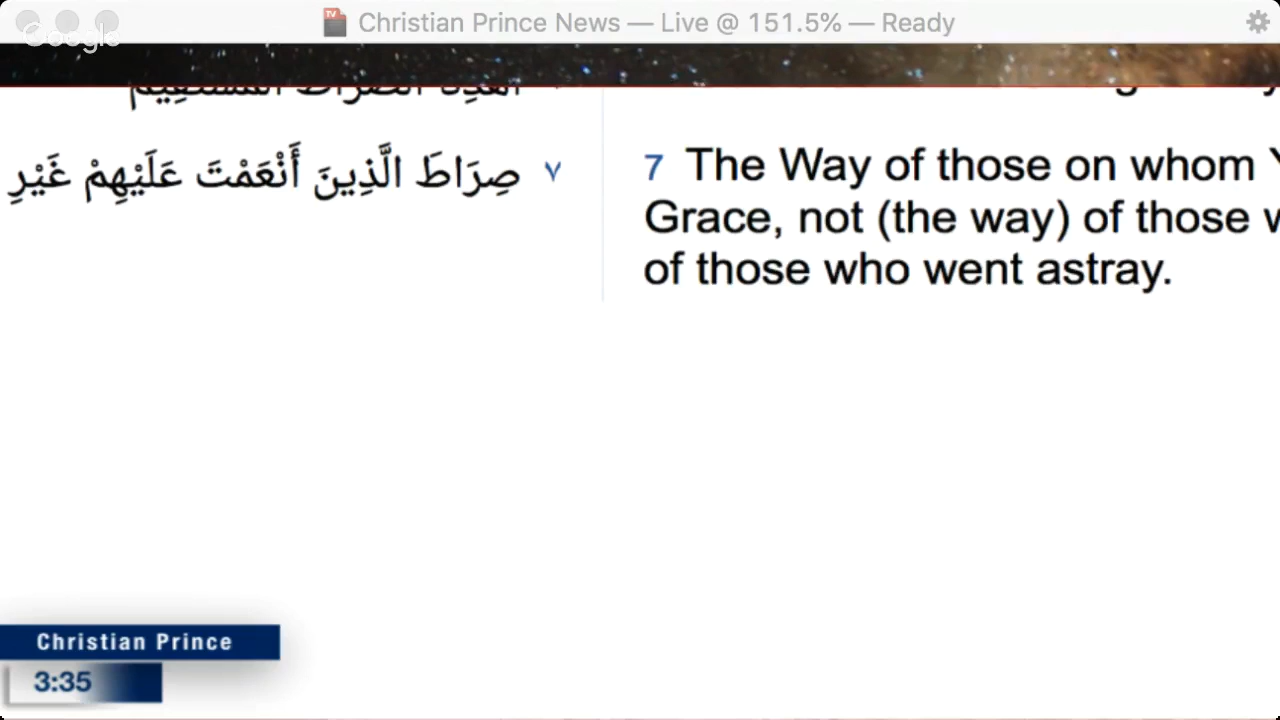 Christian Prince News — Live @ 151.5% — Ready
Google
صِرَاطَ الَّذِينَ أَنْعَمْتَ عَلَيْهِمْ غَيْرِ ٧
7 The Way of those on whom
Grace, not (the way) of those
of those who went astray.
Christian Prince
3:35